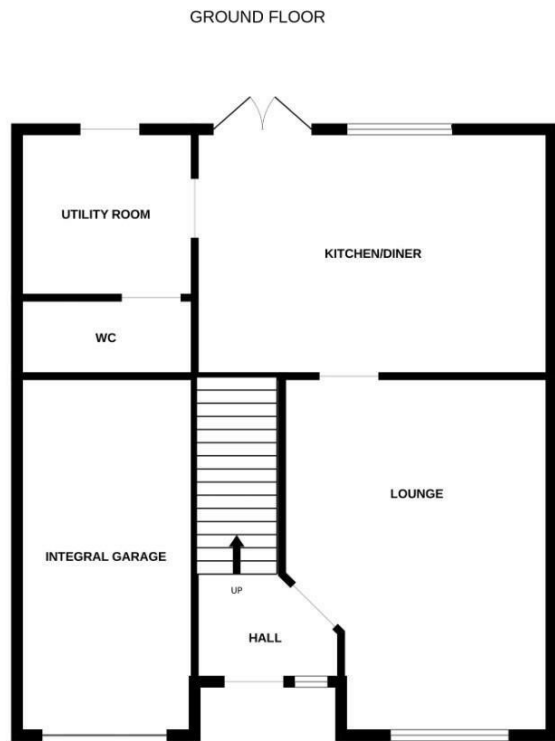 GROUND FLOOR
UTILITY ROOM
KITCHEN/DINER
WC
LOUNGE
INTEGRAL GARAGE
UP
HALL